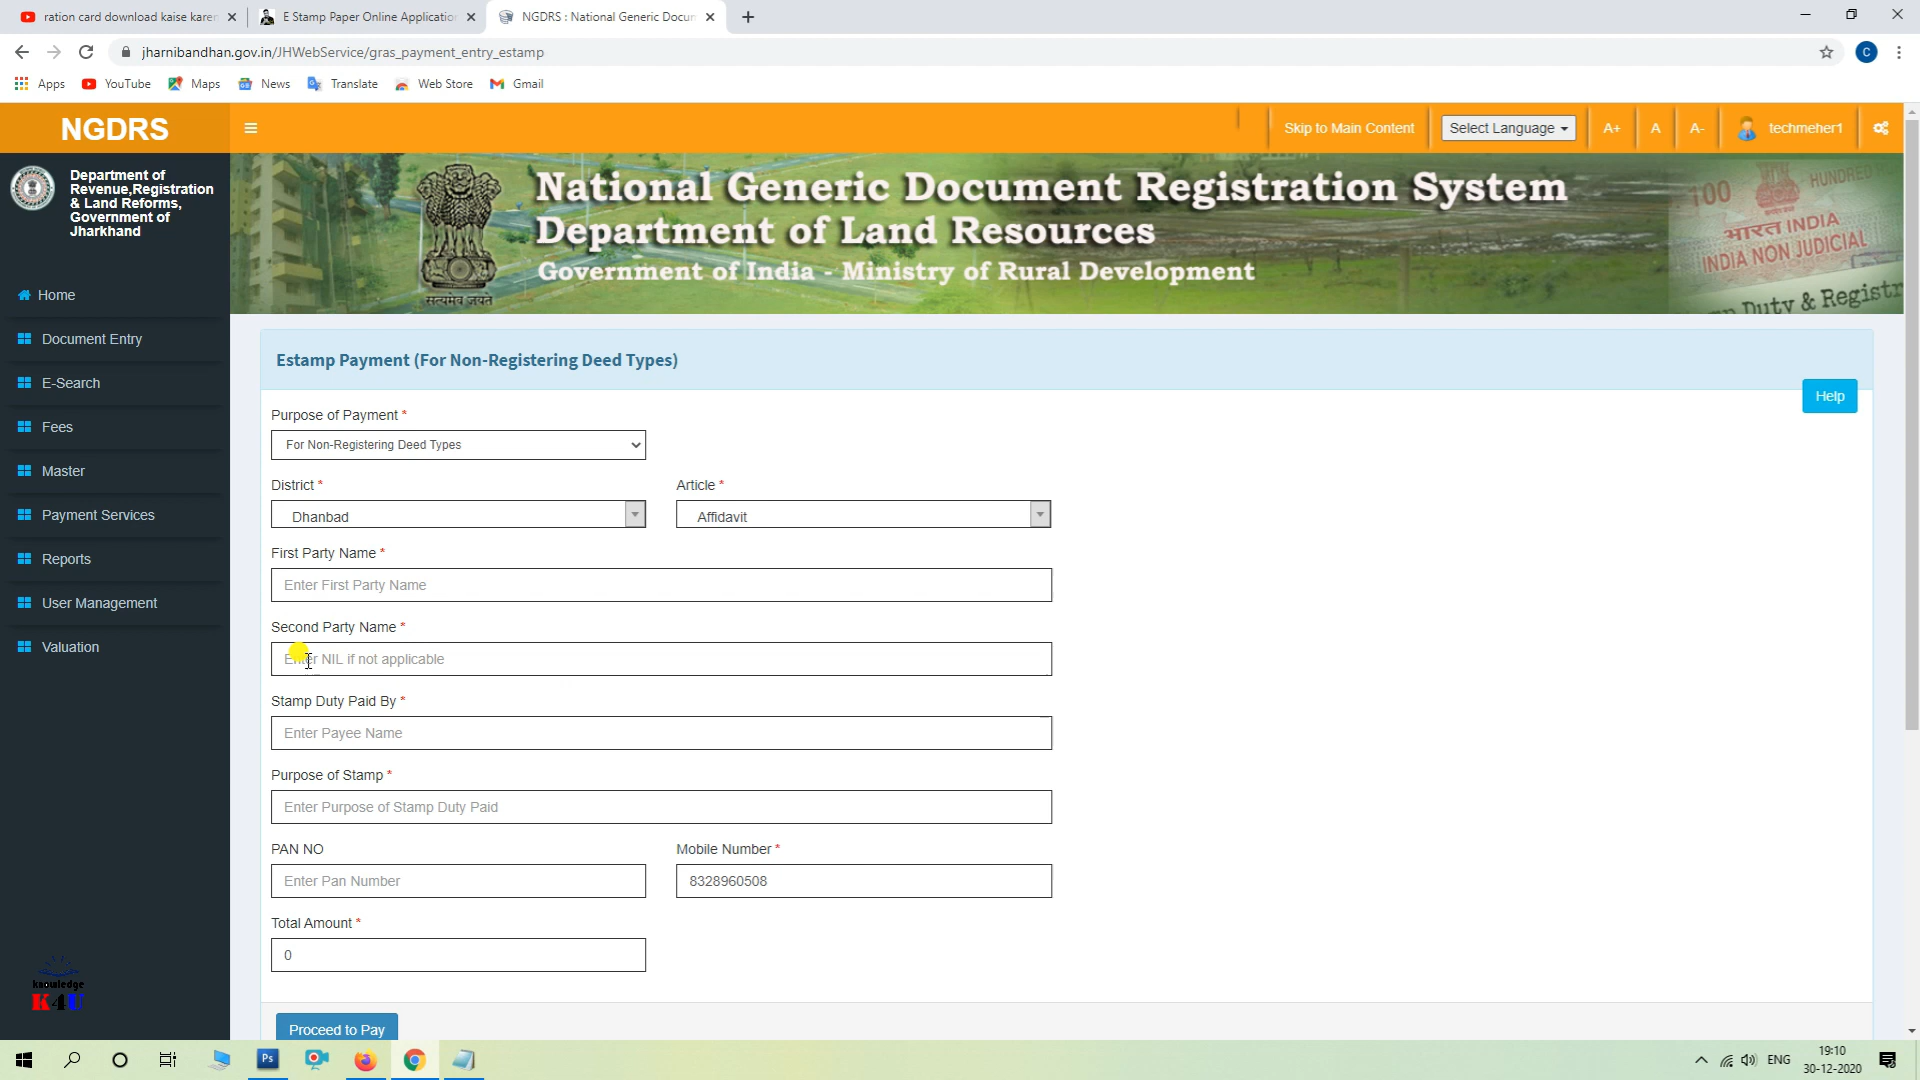 ration card download kaise karen
E Stamp Paper Online Application
NGDRS : National Generic Docum
jharnibandhan.gov.in/JHWebService/gras_payment_entry_estamp
C
Apps
YouTube
Maps
News
Translate
Web Store
Gmail
NGDRS
Skip to Main Content
Select Language
A+
A
A-
techmeher1
Department of
Revenue,Registration
& Land Reforms,
Government of
Jharkhand
National Generic Document Registration System
Department of Land Resources
Government of India - Ministry of Rural Development
सत्यमेव जयते
100
HUNDRED
भारत INDIA
INDIA NON JUDICIAL
Duty & Registr
Home
Document Entry
E-Search
Fees
Master
Payment Services
Reports
User Management
Valuation
Estamp Payment (For Non-Registering Deed Types)
Help
Purpose of Payment *
For Non-Registering Deed Types
District * Article *
Dhanbad Affidavit
First Party Name *
Enter First Party Name
Second Party Name *
Enter NIL if not applicable
Stamp Duty Paid By *
Enter Payee Name
Purpose of Stamp *
Enter Purpose of Stamp Duty Paid
PAN NO Mobile Number *
Enter Pan Number 8328960508
Total Amount *
0
Proceed to Pay
knowledge
K4U
Ps
ENG
19:10
30-12-2020